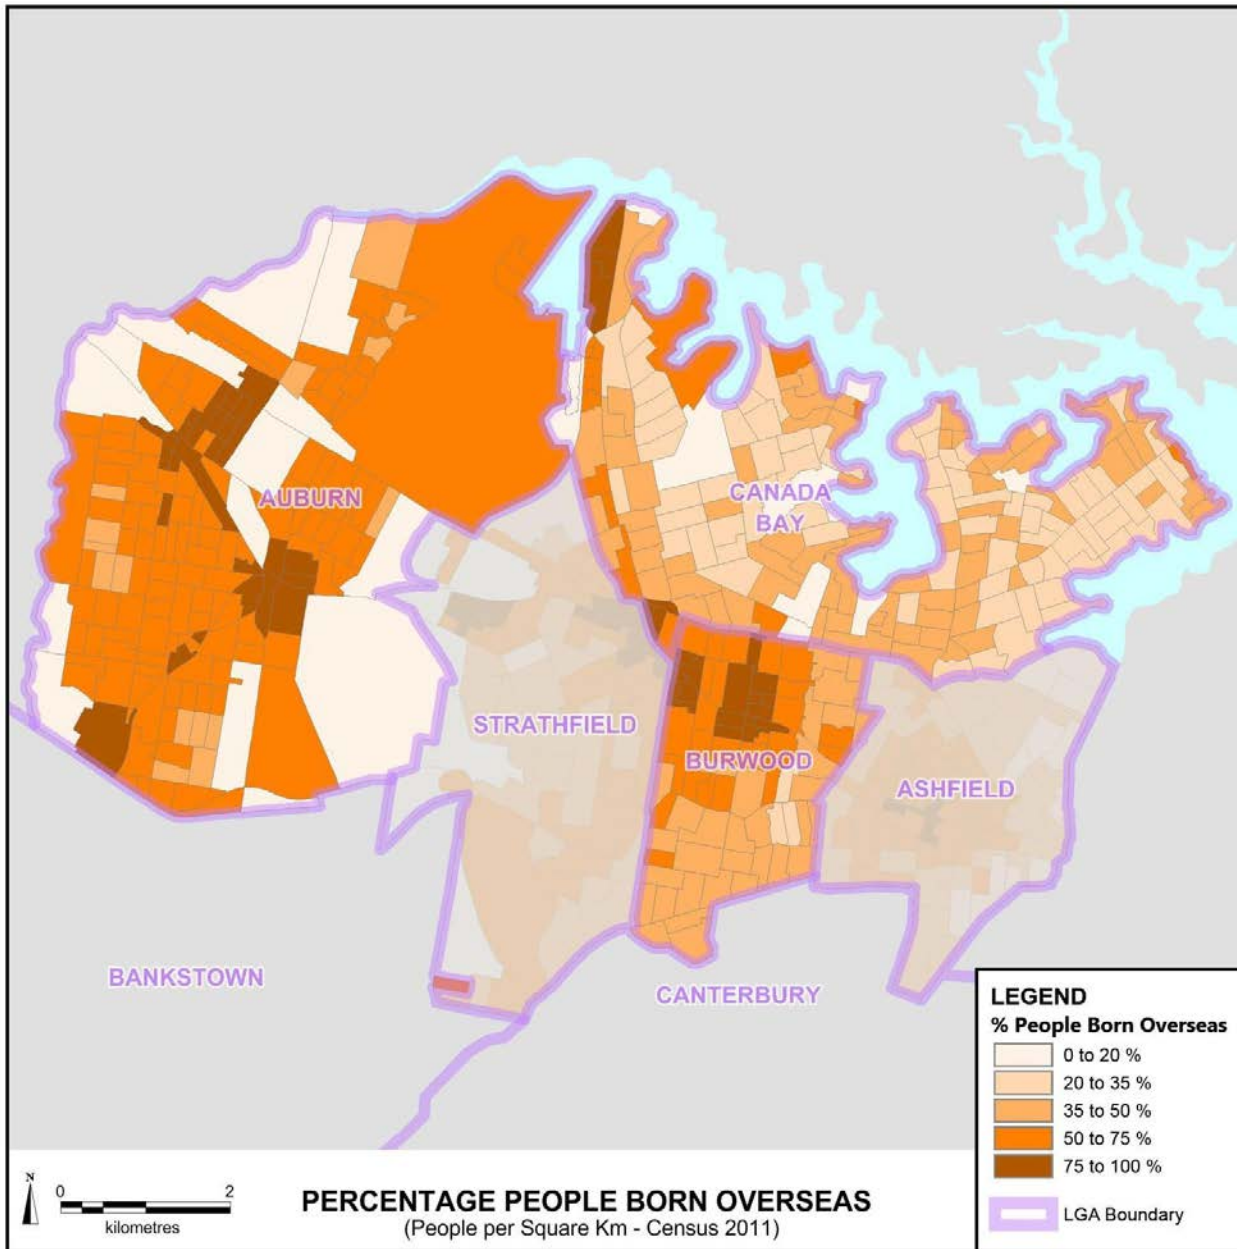 AUBURN
CANADA
BAY
STRATHFIELD
BURWOOD
ASHFIELD
BANKSTOWN
CANTERBURY
LEGEND
% People Born Overseas
0 to 20 %
20 to 35 %
35 to 50 %
50 to 75 %
75 to 100 %
LGA Boundary
N
0 2
kilometres
PERCENTAGE PEOPLE BORN OVERSEAS
(People per Square Km - Census 2011)